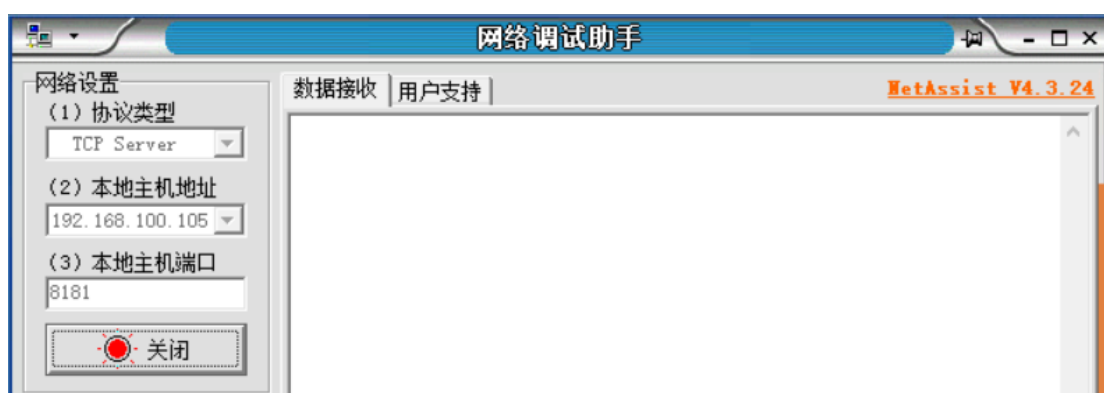 网络调试助手
网络设置
(1) 协议类型
TCP Server
(2) 本地主机地址
192.168.100.105
(3) 本地主机端口
8181
关闭
数据接收
用户支持
NetAssist V4.3.24